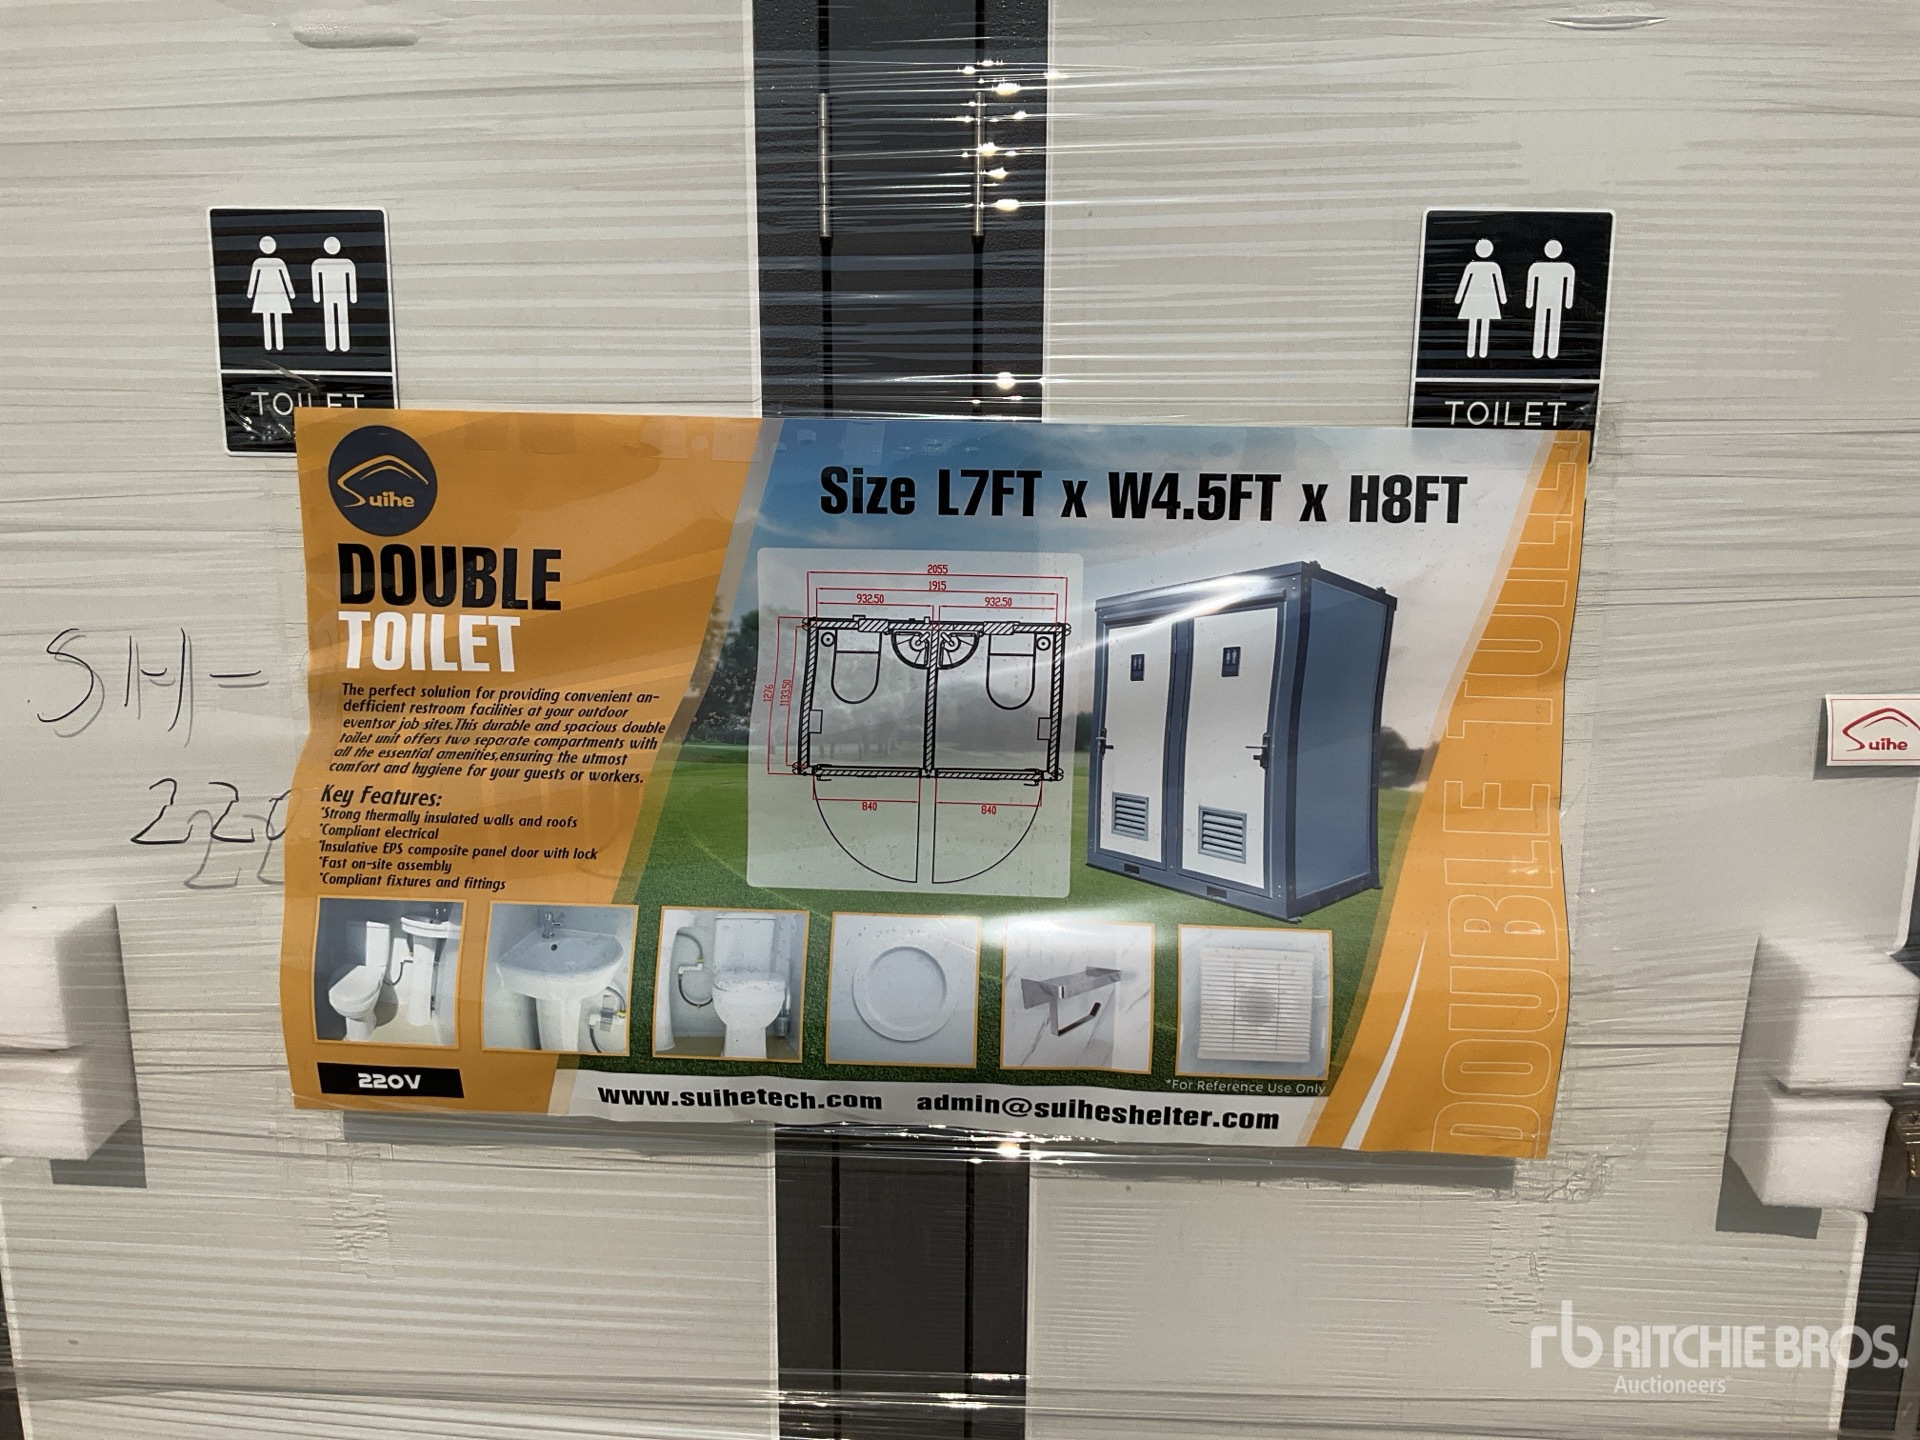 TOILET
TOILET
Suihe
Size L7FT x W4.5FT x H8FT
DOUBLE
TOILET
The perfect solution for providing convenient an-
defficient restroom facilities at your outdoor
eventsor job sites.This durable and spacious double
toilet unit offers two separate compartments with
all the essential amenities,ensuring the utmost
comfort and hygiene for your guests or workers.
Key Features:
*Strong thermally insulated walls and roofs
*Compliant electrical
*Insulative EPS composite panel door with lock
*Fast on-site assembly
*Compliant fixtures and fittings
2055
1915
932.50 932.50
1276
1133.50
840 840
DOUBLE TOILET
220V
*For Reference Use Only
www.suihetech.com admin@suiheshelter.com
SH-
Suihe
rb RITCHIE BROS.
Auctioneers